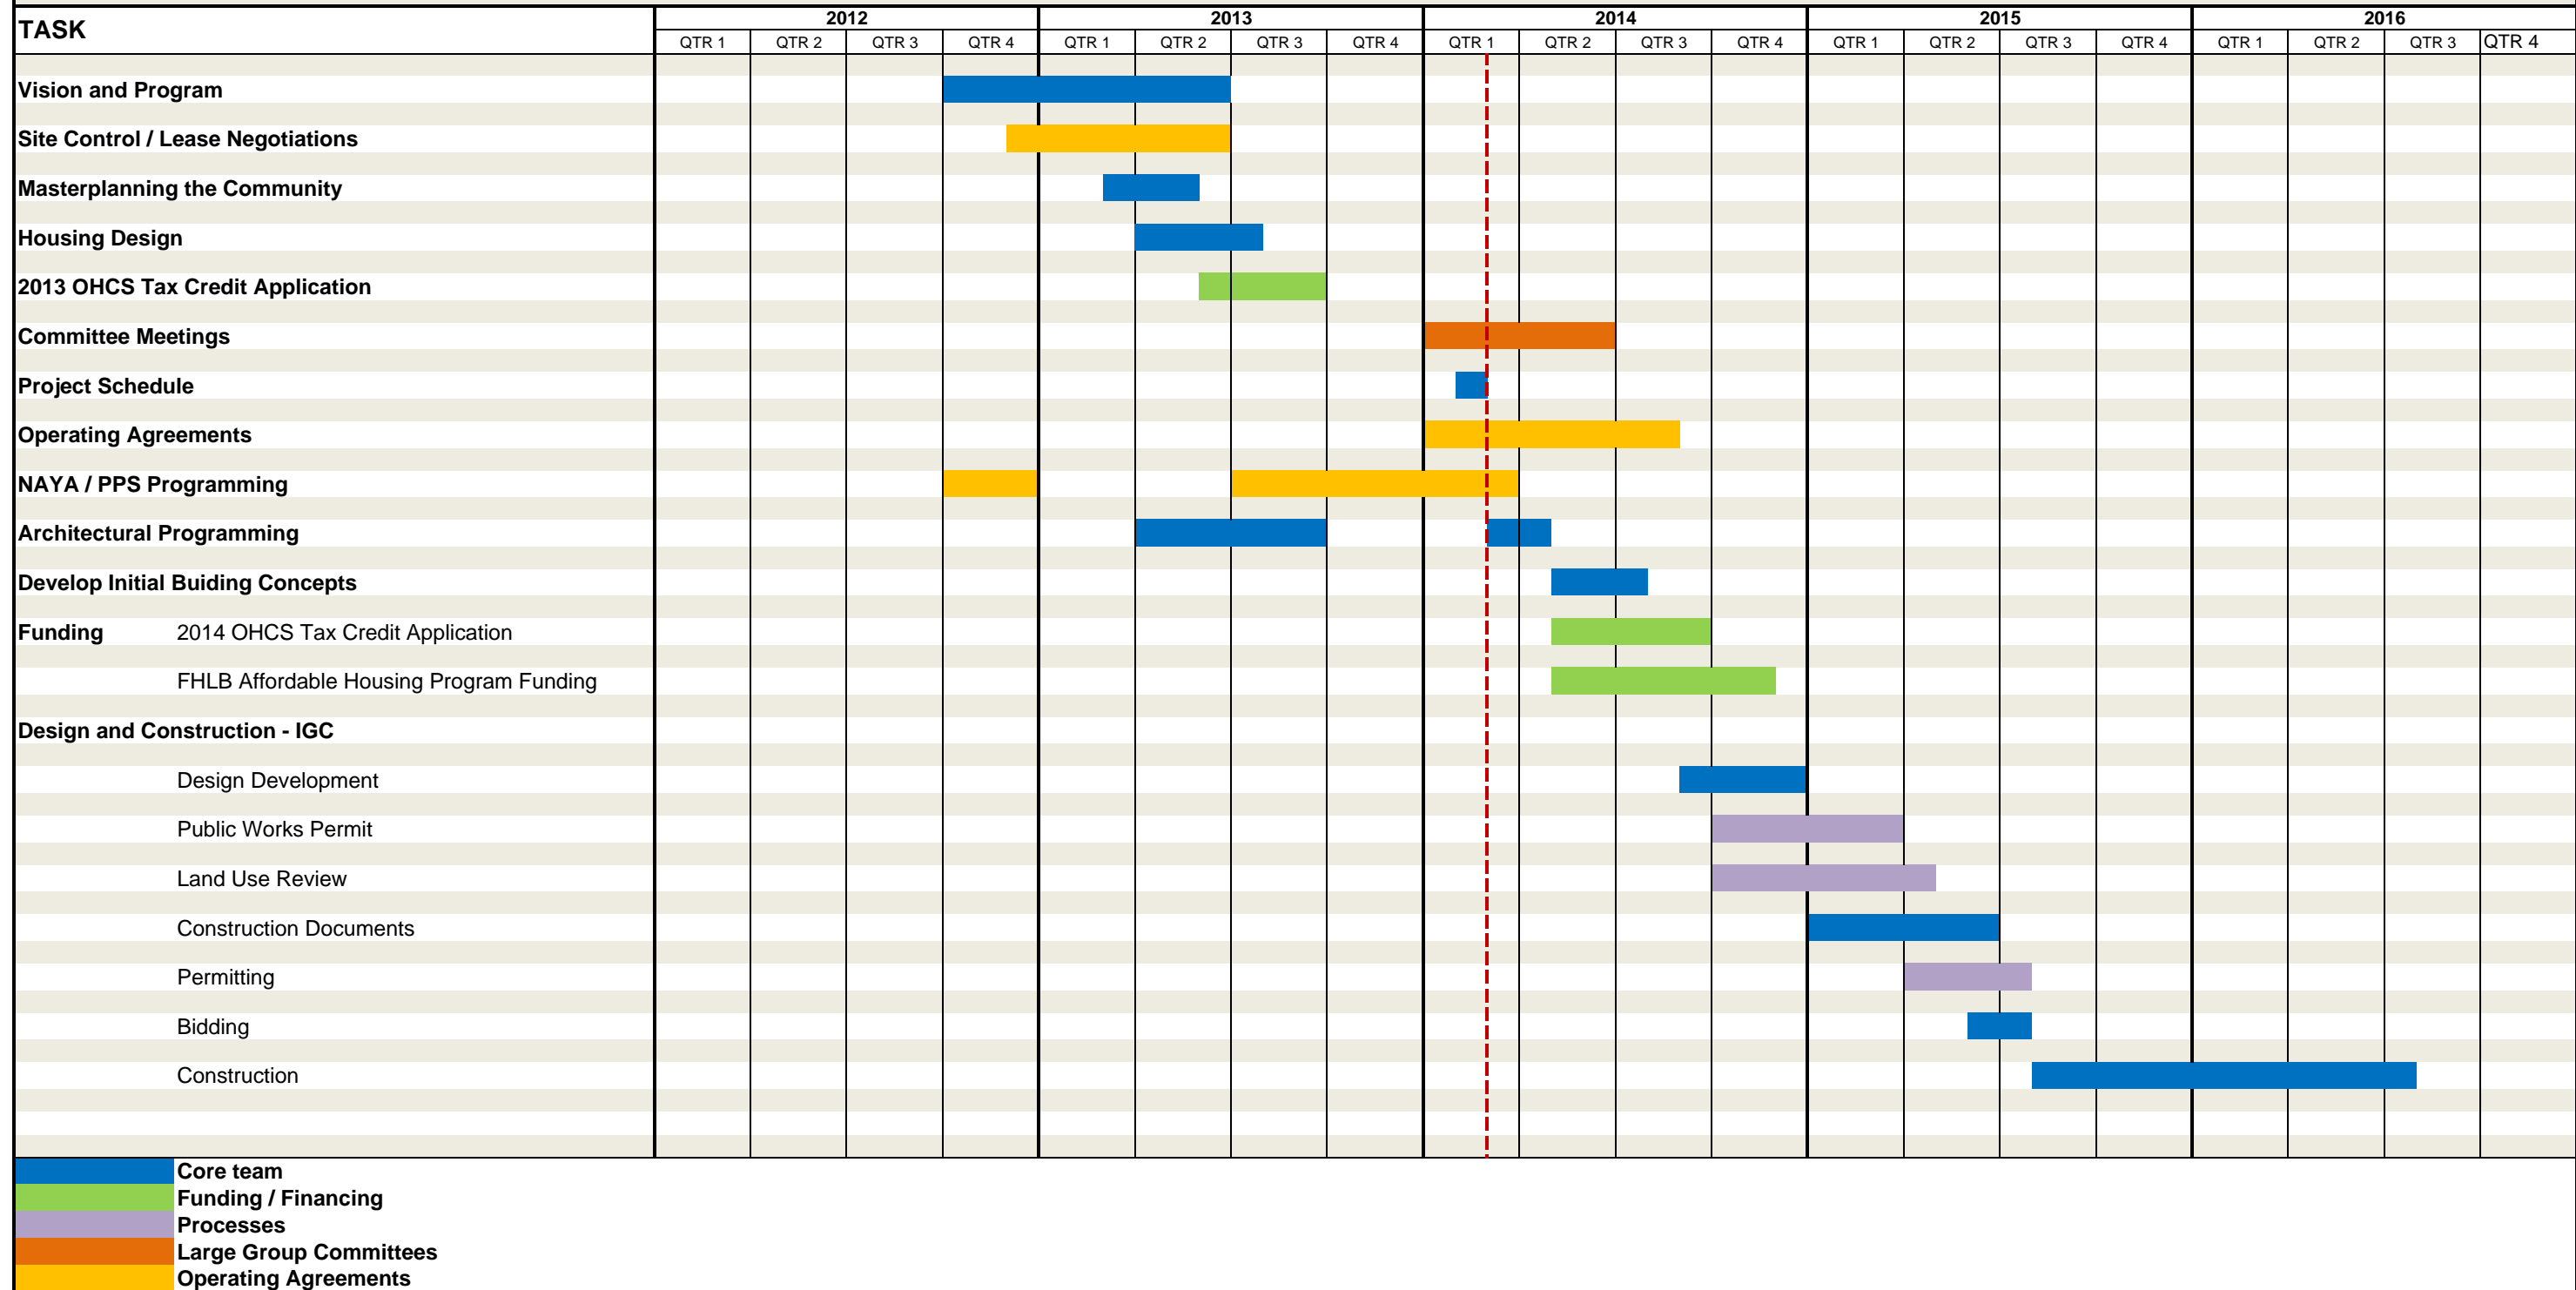 TASK
2012 2013 2014 2015 2016
QTR 1 QTR 2 QTR 3 QTR 4 QTR 1 QTR 2 QTR 3 QTR 4 QTR 1 QTR 2 QTR 3 QTR 4 QTR 1 QTR 2 QTR 3 QTR 4 QTR 1 QTR 2 QTR 3 QTR 4
Vision and Program
Site Control / Lease Negotiations
Masterplanning the Community
Housing Design
2013 OHCS Tax Credit Application
Committee Meetings
Project Schedule
Operating Agreements
NAYA / PPS Programming
Architectural Programming
Develop Initial Buiding Concepts
Funding 2014 OHCS Tax Credit Application
FHLB Affordable Housing Program Funding
Design and Construction - IGC
Design Development
Public Works Permit
Land Use Review
Construction Documents
Permitting
Bidding
Construction
Core team
Funding / Financing
Processes
Large Group Committees
Operating Agreements